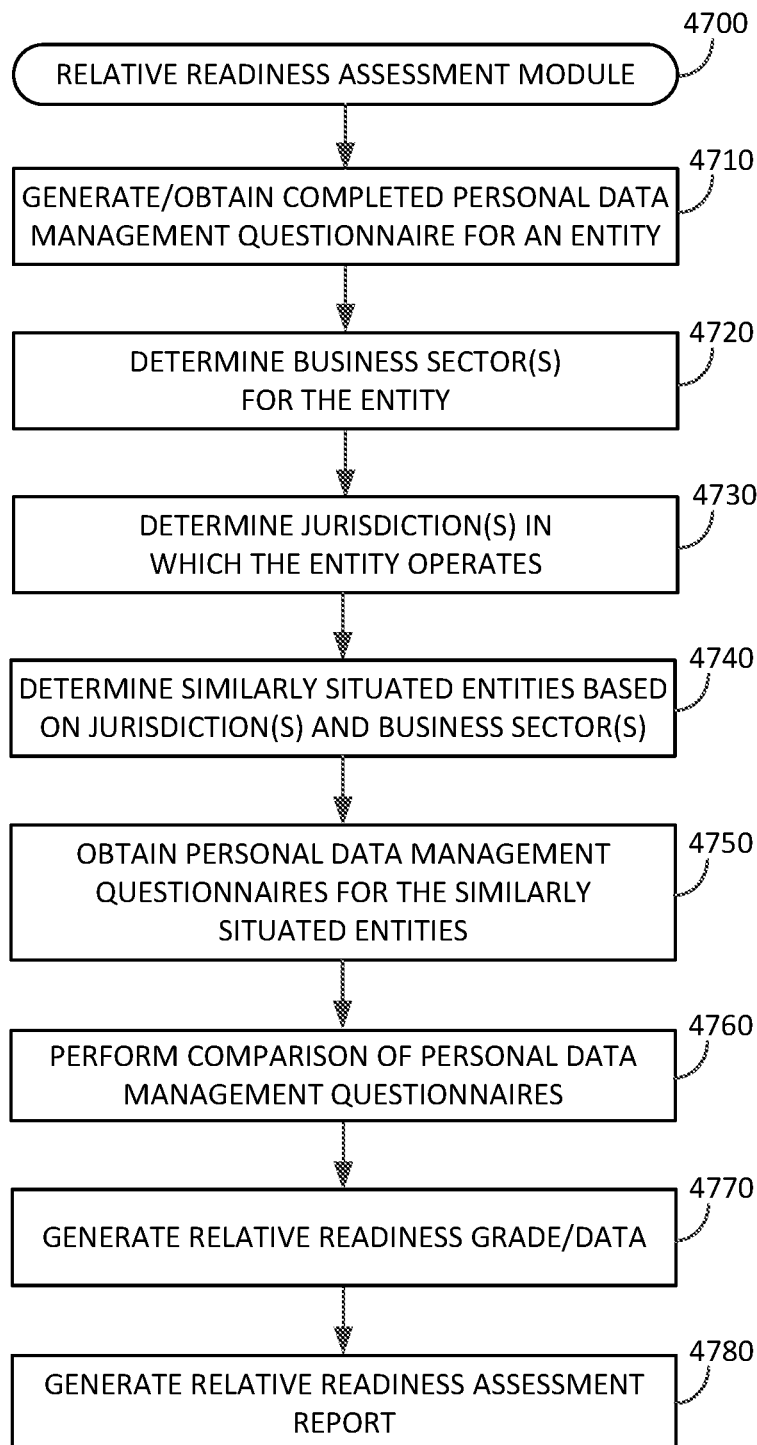 4700
RELATIVE READINESS ASSESSMENT MODULE
4710
GENERATE/OBTAIN COMPLETED PERSONAL DATA
MANAGEMENT QUESTIONNAIRE FOR AN ENTITY
4720
DETERMINE BUSINESS SECTOR(S)
FOR THE ENTITY
4730
DETERMINE JURISDICTION(S) IN
WHICH THE ENTITY OPERATES
4740
DETERMINE SIMILARLY SITUATED ENTITIES BASED
ON JURISDICTION(S) AND BUSINESS SECTOR(S)
4750
OBTAIN PERSONAL DATA MANAGEMENT
QUESTIONNAIRES FOR THE SIMILARLY
SITUATED ENTITIES
4760
PERFORM COMPARISON OF PERSONAL DATA
MANAGEMENT QUESTIONNAIRES
4770
GENERATE RELATIVE READINESS GRADE/DATA
4780
GENERATE RELATIVE READINESS ASSESSMENT
REPORT